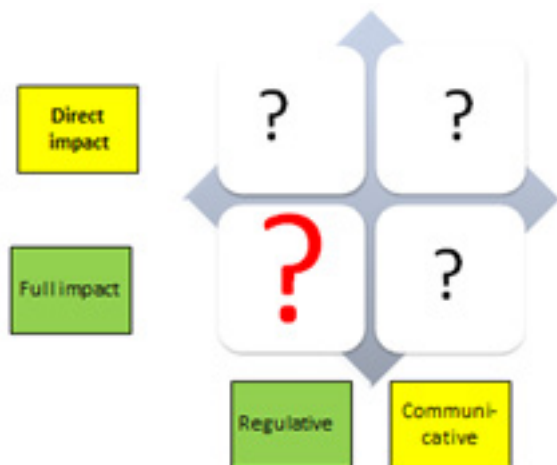 Direct
impact
? ?
Full impact
? ?
Regulative
Communi-
cative